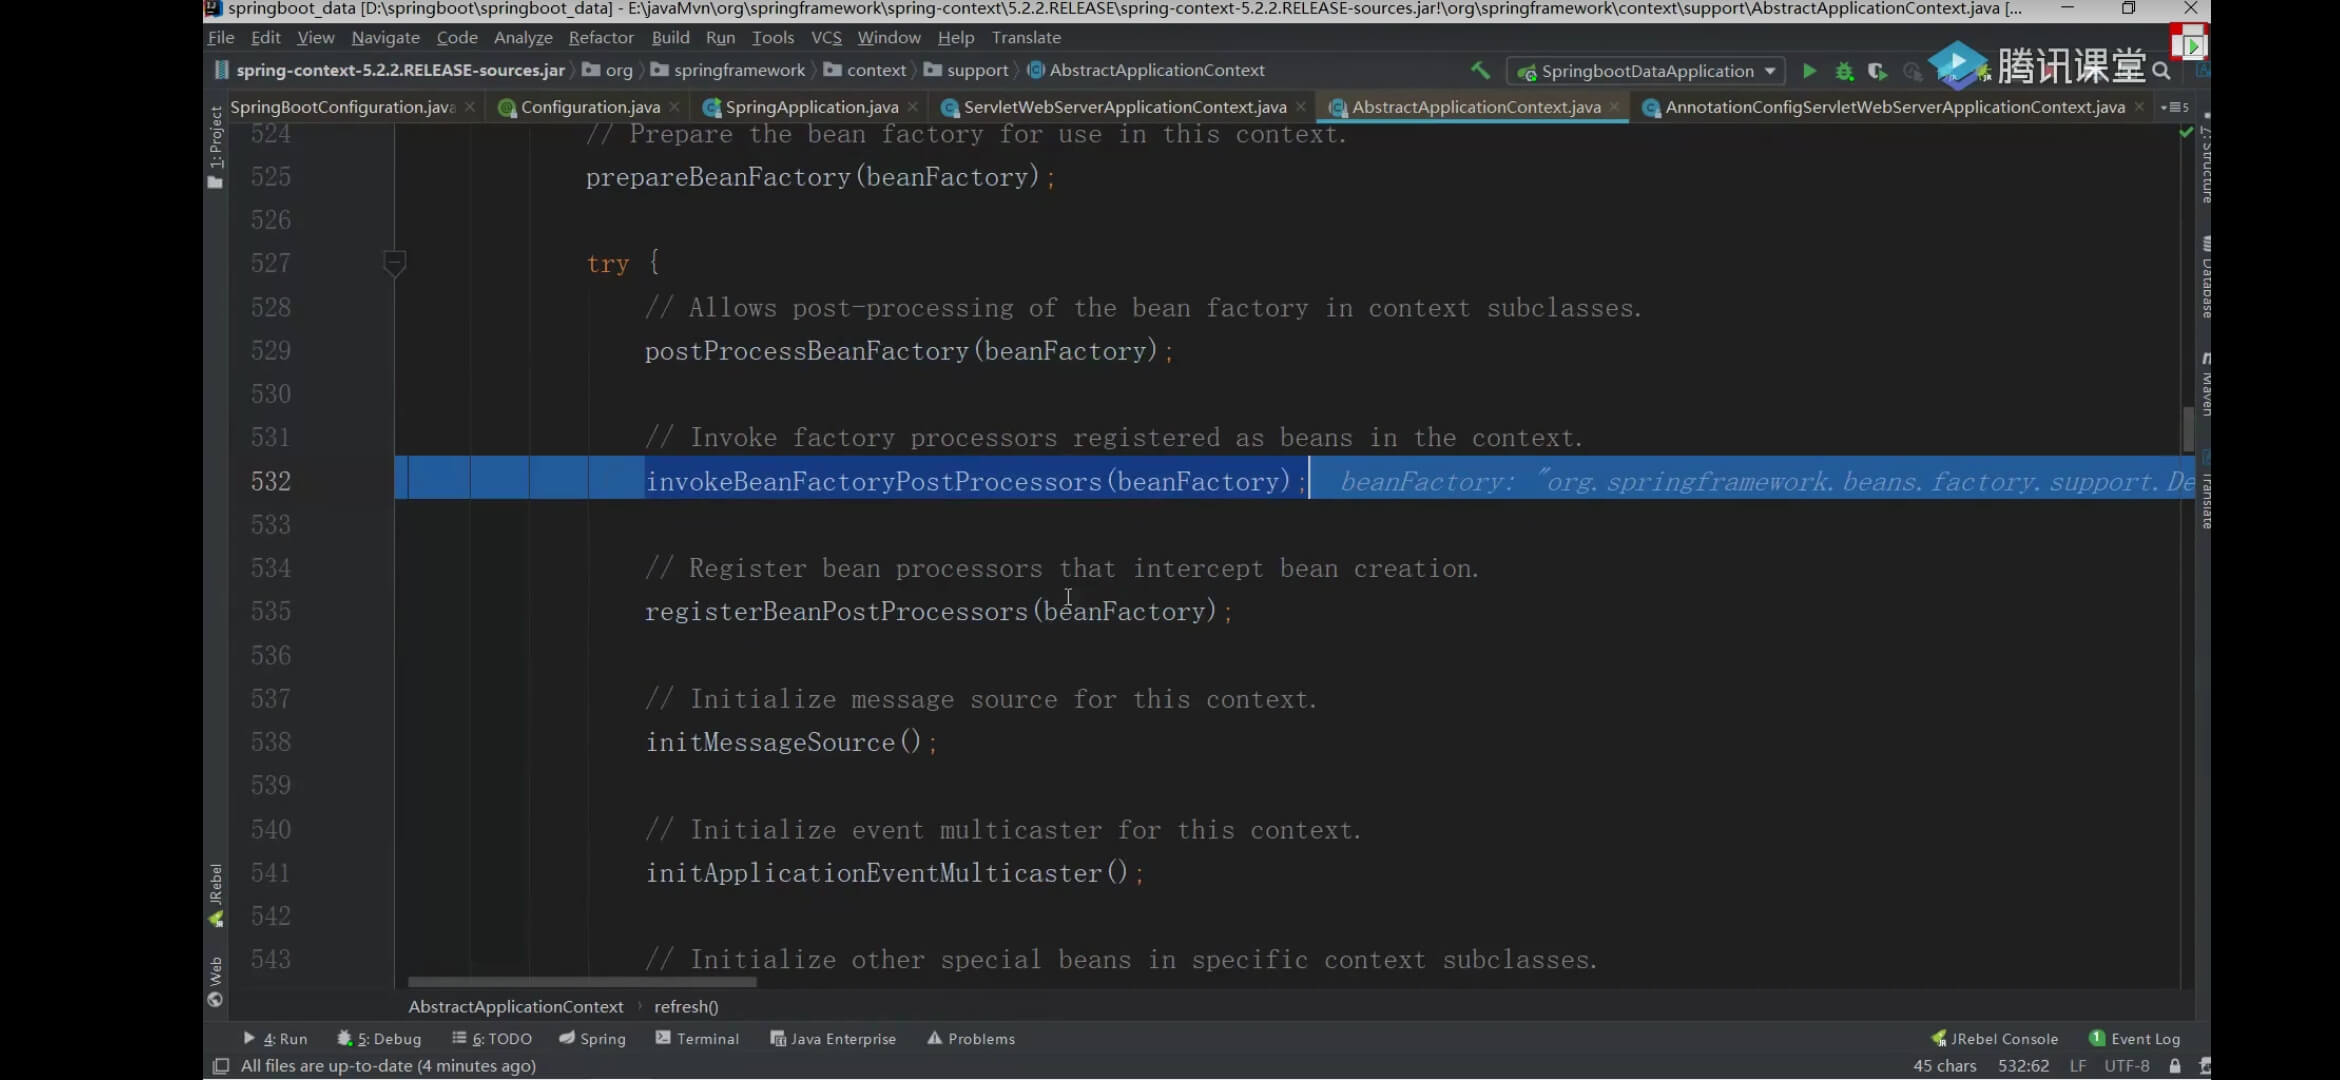 springboot_data [D:\springboot\springboot_data] - E:\javaMvn\org\springframework\spring-context\5.2.2.RELEASE\spring-context-5.2.2.RELEASE-sources.jar!\org\springframework\context\support\AbstractApplicationContext.java [...
File Edit View Navigate Code Analyze Refactor Build Run Tools VCS Window Help Translate
spring-context-5.2.2.RELEASE-sources.jar org springframework context support AbstractApplicationContext SpringbootDataApplication 腾讯课堂
SpringBootConfiguration.java Configuration.java SpringApplication.java ServletWebServerApplicationContext.java AbstractApplicationContext.java AnnotationConfigServletWebServerApplicationContext.java 5
1: Project
524 // Prepare the bean factory for use in this context.
525 prepareBeanFactory(beanFactory);
526
527 try {
528 // Allows post-processing of the bean factory in context subclasses.
529 postProcessBeanFactory(beanFactory);
530
531 // Invoke factory processors registered as beans in the context.
532 invokeBeanFactoryPostProcessors(beanFactory); beanFactory: "org.springframework.beans.factory.support.De
533
534 // Register bean processors that intercept bean creation.
535 registerBeanPostProcessors(beanFactory);
536
537 // Initialize message source for this context.
538 initMessageSource();
539
540 // Initialize event multicaster for this context.
541 initApplicationEventMulticaster();
542
543 // Initialize other special beans in specific context subclasses.
JRebel
Web
7: Structure
Database
Maven
Translate
AbstractApplicationContext refresh()
4: Run 5: Debug 6: TODO Spring Terminal Java Enterprise Problems JRebel Console 1 Event Log
All files are up-to-date (4 minutes ago) 45 chars 532:62 LF UTF-8